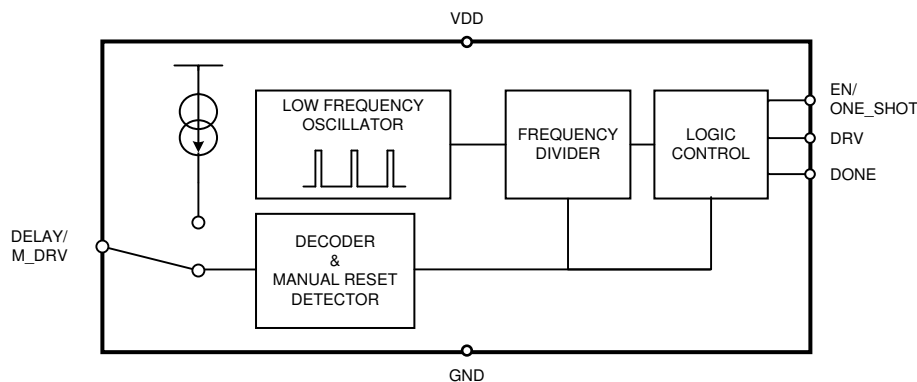 VDD
EN/
ONE_SHOT
LOW FREQUENCY
OSCILLATOR
FREQUENCY
DIVIDER
LOGIC
CONTROL
DRV
DONE
DELAY/
M_DRV
DECODER
&
MANUAL RESET
DETECTOR
GND